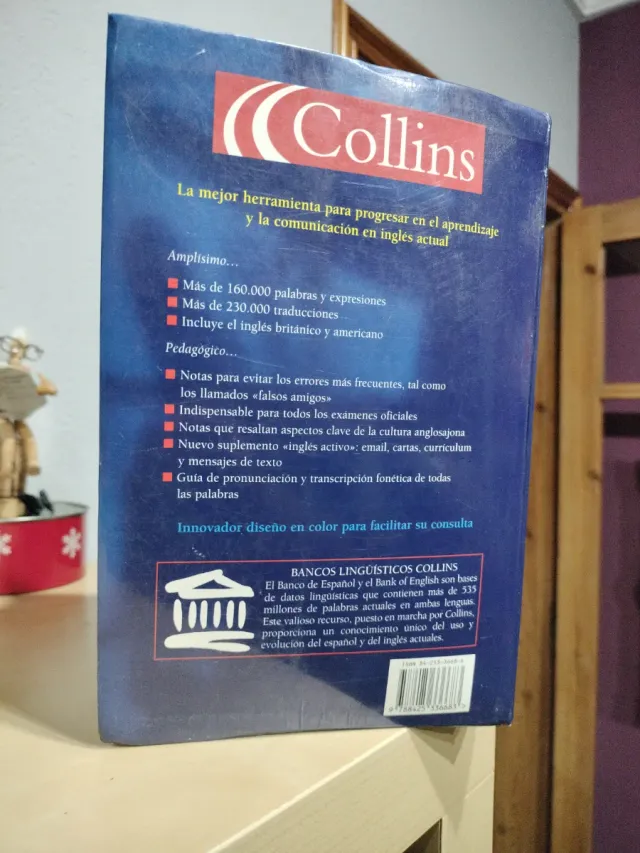 Collins
La mejor herramienta para progresar en el aprendizaje
y la comunicación en inglés actual
Amplísimo...
Más de 160.000 palabras y expresiones
Más de 230.000 traducciones
Incluye el inglés británico y americano
Pedagógico...
Notas para evitar los errores más frecuentes, tal como
los llamados «falsos amigos»
Indispensable para todos los exámenes oficiales
Notas que resaltan aspectos clave de la cultura anglosajona
Nuevo suplemento «inglés activo»: email, cartas, currículum
y mensajes de texto
Guía de pronunciación y transcripción fonética de todas
las palabras
Innovador diseño en color para facilitar su consulta
BANCOS LINGÜÍSTICOS COLLINS
El Banco de Español y el Bank of English son bases
de datos lingüísticas que contienen más de 535
millones de palabras actuales en ambas lenguas.
Este valioso recurso, puesto en marcha por Collins,
proporciona un conocimiento único del uso y
evolución del español y del inglés actuales.
ISBN